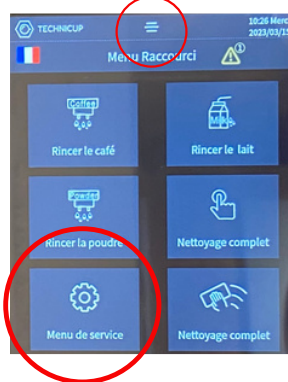 TECHNICUP
10:26 Merc
2023/03/15
Menu Raccourci
1
Coffee
Milk
Rincer le café
Rincer le lait
Powder
Rincer la poudre
Nettoyage complet
Menu de service
Nettoyage complet